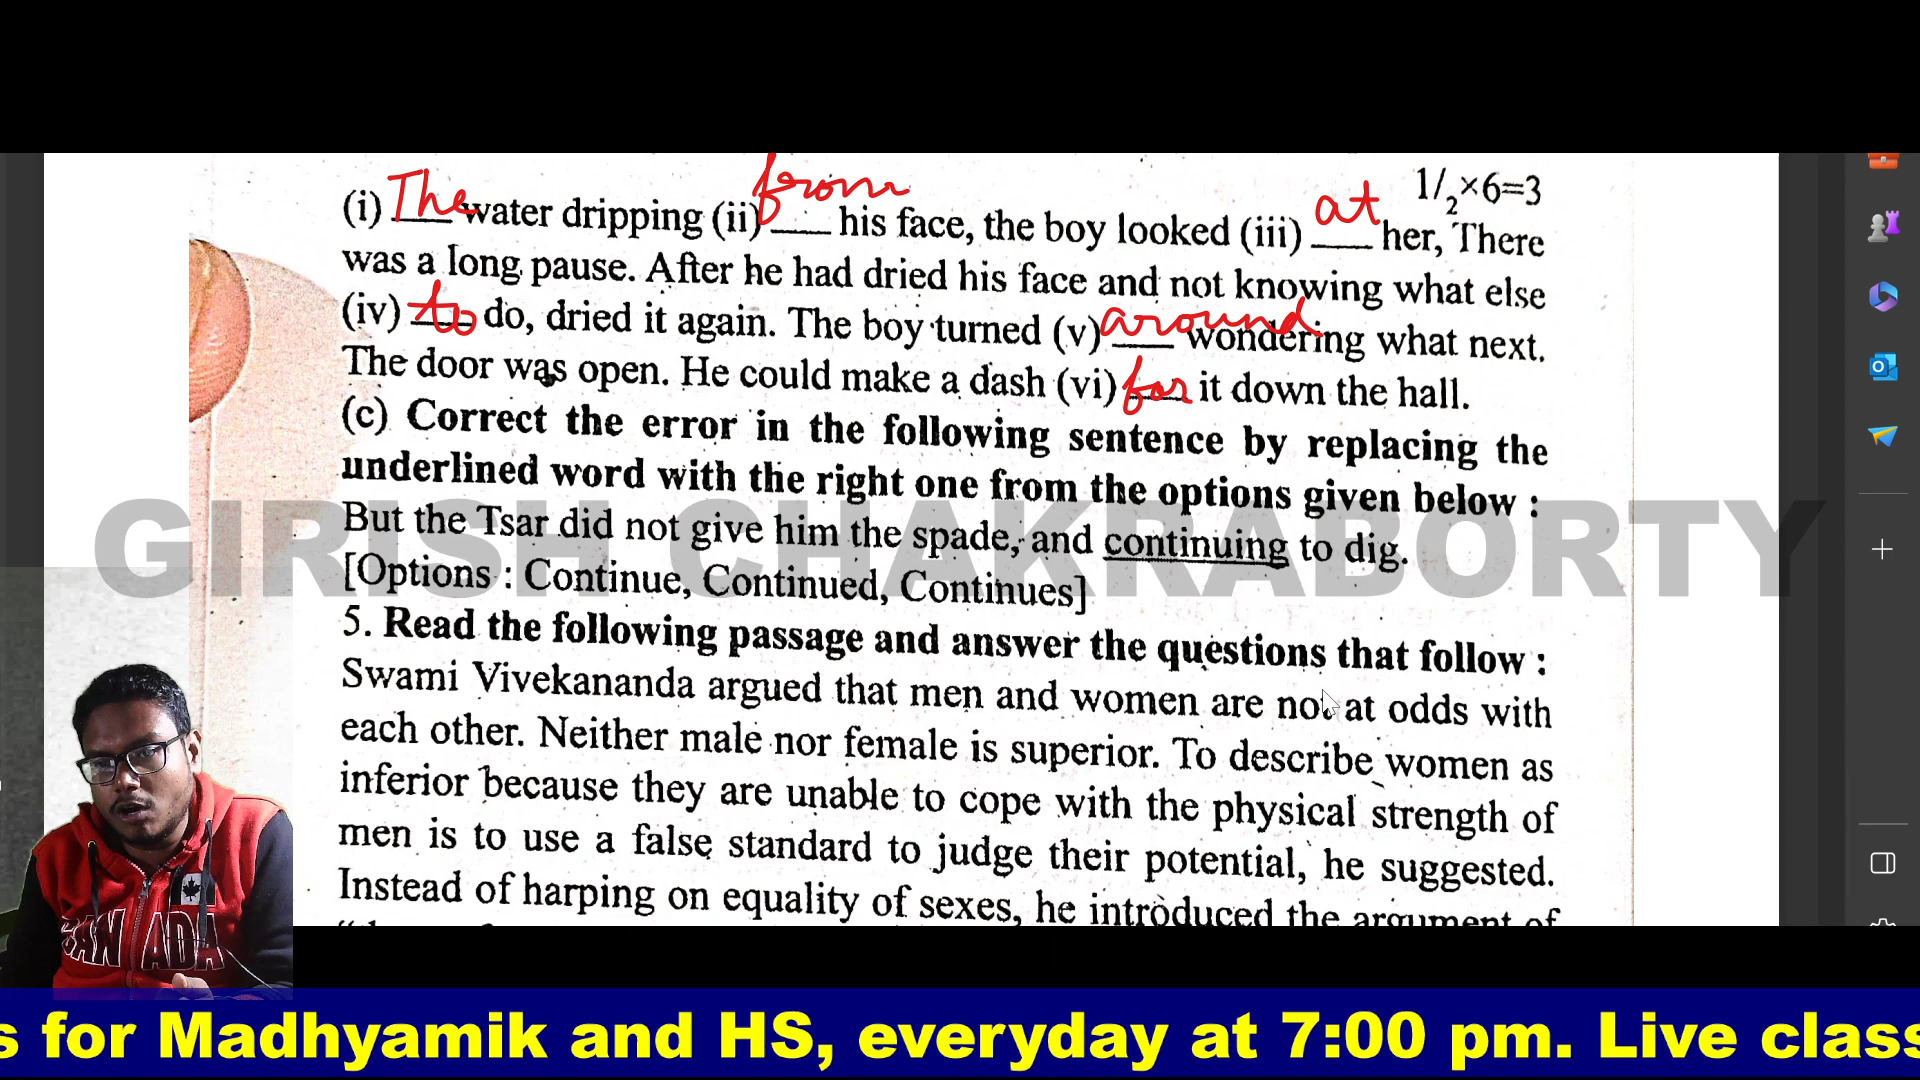 1/2×6=3
(i) The water dripping (ii) from his face, the boy looked (iii) at her, There
was a long pause. After he had dried his face and not knowing what else
(iv) to do, dried it again. The boy turned (v) around wondering what next.
The door was open. He could make a dash (vi) for it down the hall.
(c) Correct the error in the following sentence by replacing the
underlined word with the right one from the options given below :
But the Tsar did not give him the spade, and continuing to dig.
[Options : Continue, Continued, Continues]
GIRISH CHAKRABORTY
5. Read the following passage and answer the questions that follow :
Swami Vivekananda argued that men and women are not at odds with
each other. Neither male nor female is superior. To describe women as
inferior because they are unable to cope with the physical strength of
men is to use a false standard to judge their potential, he suggested.
Instead of harping on equality of sexes, he introduced the argument of
CANADA
s for Madhyamik and HS, everyday at 7:00 pm. Live class